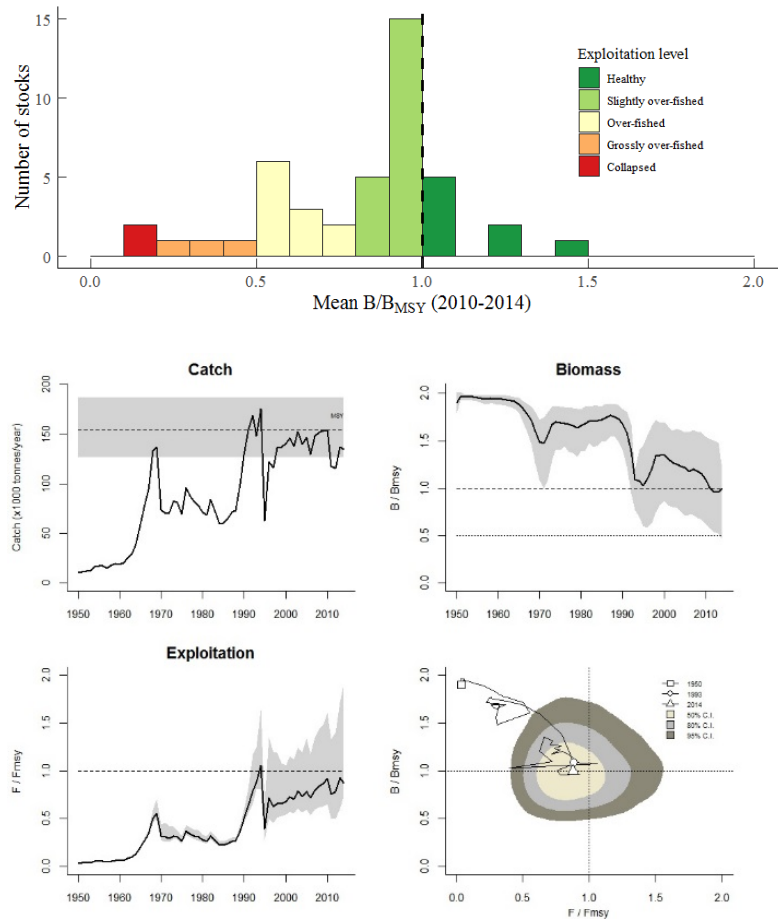 15
10
5
0
Number of stocks
Exploitation level
Healthy
Slightly over-fished
Over-fished
Grossly over-fished
Collapsed
0.0 0.5 1.0 1.5 2.0
Mean B/BMSY (2010-2014)
Catch
Catch (x1000 tonnes/year)
200
150
100
50
0
MSY
1950 1960 1970 1980 1990 2000 2010
Biomass
B / Bmsy
2.0
1.5
1.0
0.5
0.0
1950 1960 1970 1980 1990 2000 2010
Exploitation
F / Fmsy
2.0
1.5
1.0
0.5
0.0
1950 1960 1970 1980 1990 2000 2010
B / Bmsy
2.0
1.5
1.0
0.5
0.0
1950
1990
2014
50% C.I.
80% C.I.
95% C.I.
0.0 0.5 1.0 1.5 2.0
F / Fmsy